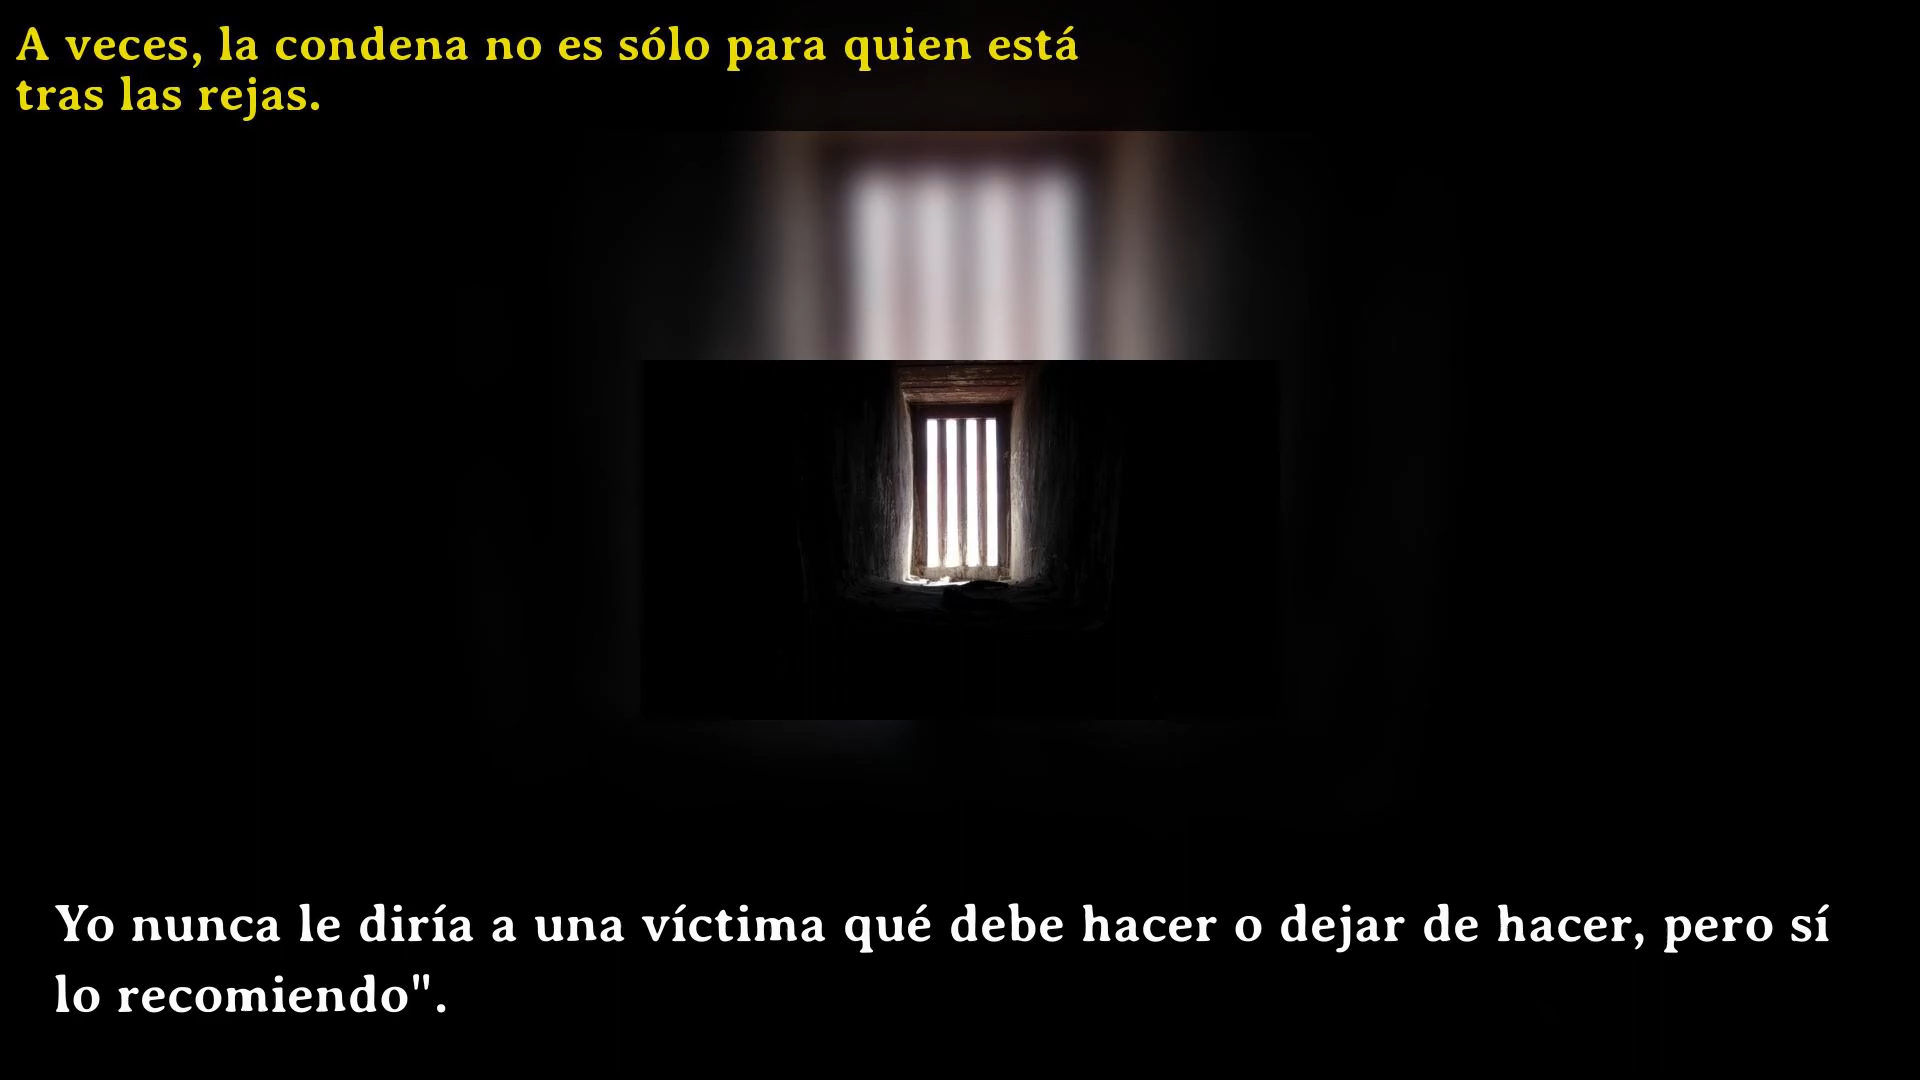 A veces, la condena no es sólo para quien está
tras las rejas.
Yo nunca le diría a una víctima qué debe hacer o dejar de hacer, pero sí
lo recomiendo".